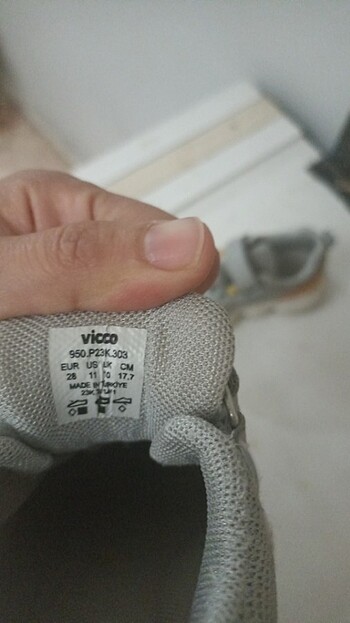 vicco
950.P23K.303
EUR US UK CM
28 11 10 17,7
MADE IN TÜRKİYE